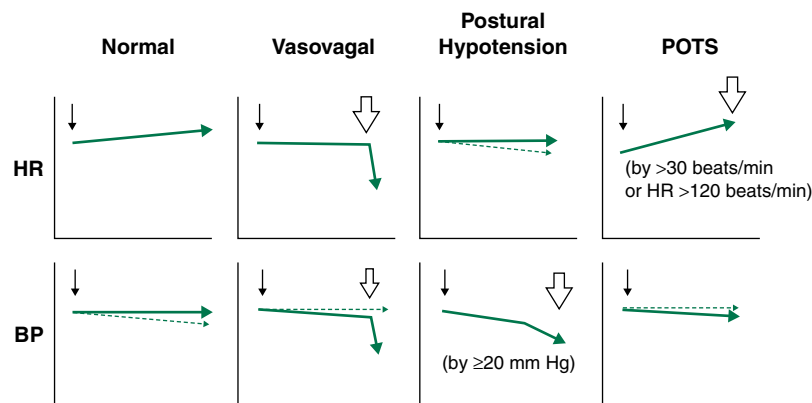 Normal
Vasovagal
Postural
Hypotension
POTS
HR
(by >30 beats/min
or HR >120 beats/min)
BP
(by ≥20 mm Hg)